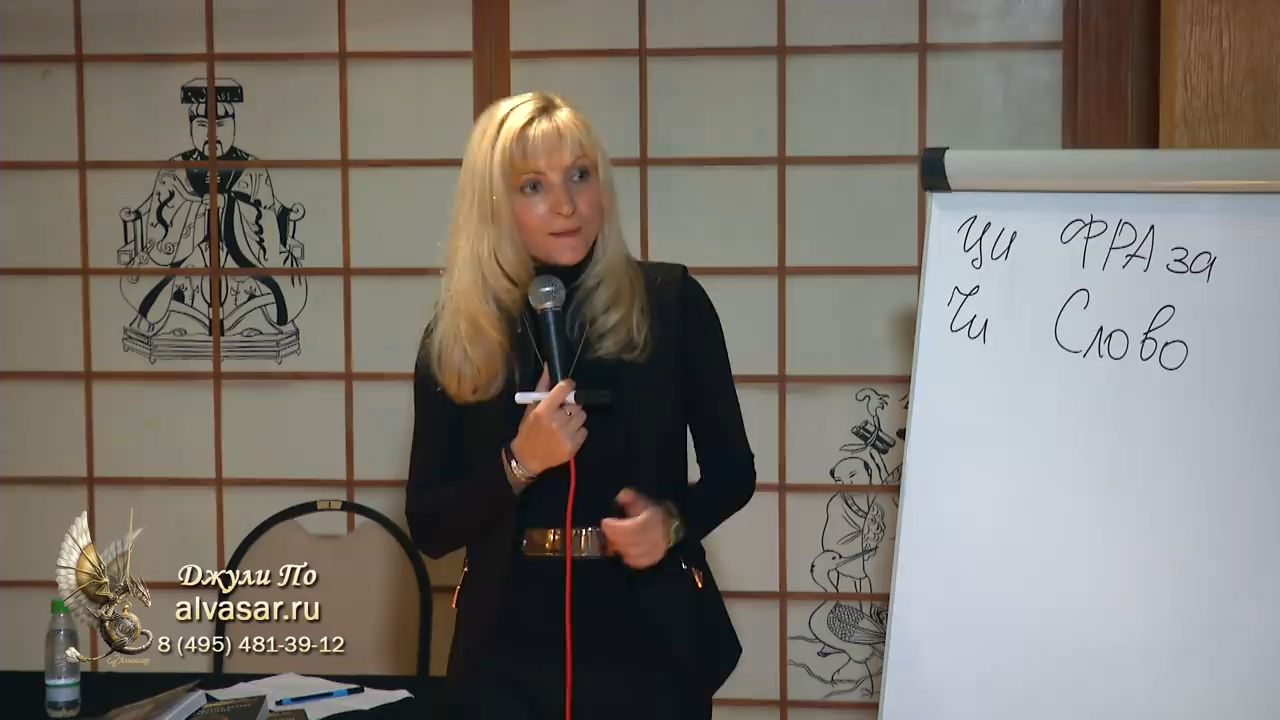 Ци ФРАза
Чи Слово
Джули По
alvasar.ru
8 (495) 481-39-12